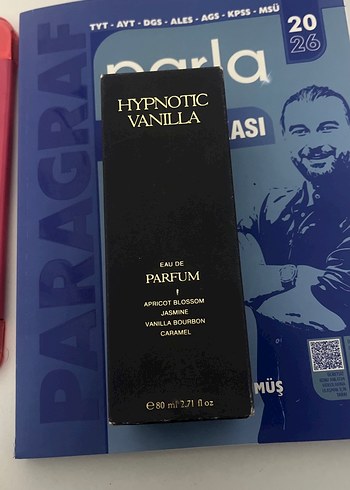 TYT - AYT - DGS - ALES - AGS - KPSS - MSÜ
20
26
parla
PARAGRAF
ASI
HYPNOTIC
VANILLA
EAU DE
PARFUM
APRICOT BLOSSOM
JASMINE
VANILLA BOURBON
CARAMEL
℮ 80 ml 2.71 fl oz
MÜŞ